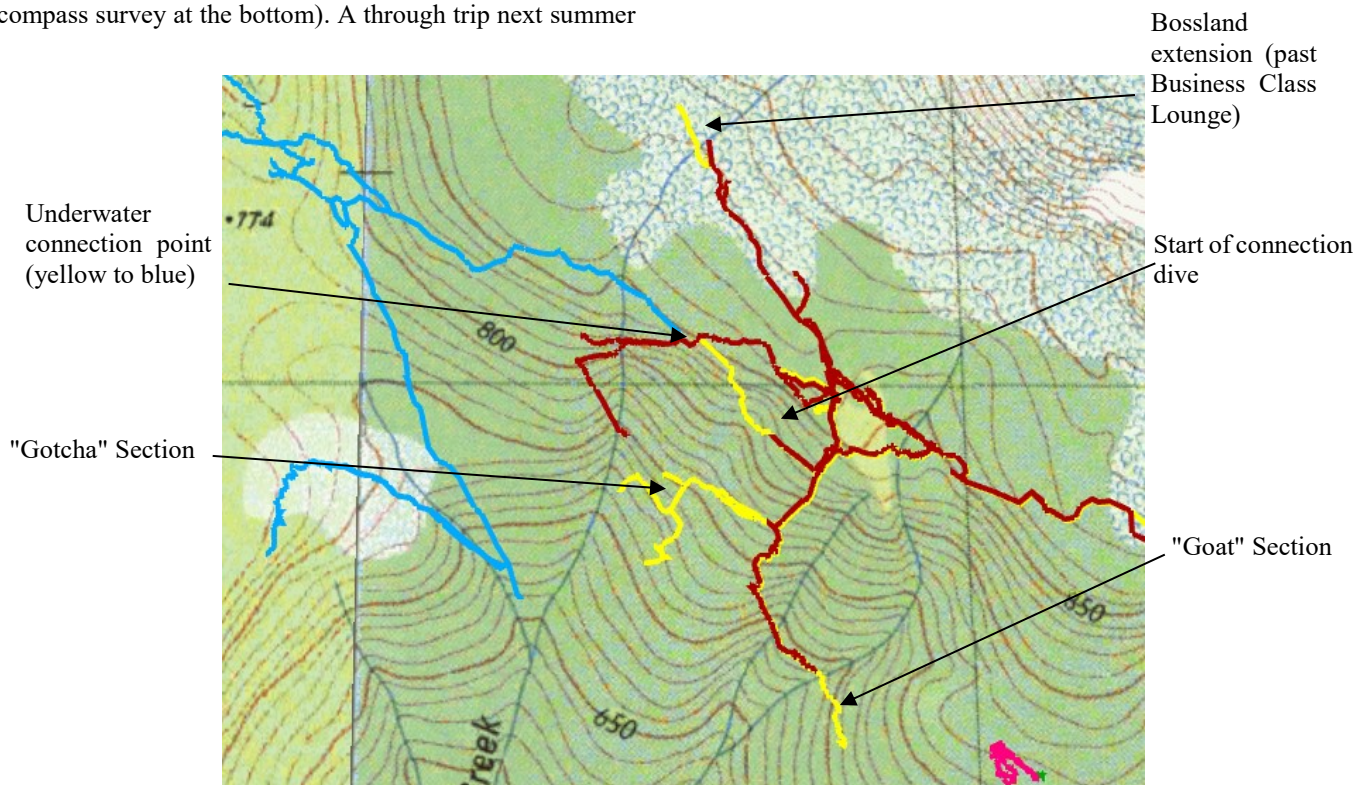 compass survey at the bottom). A through trip next summer
Bossland
extension (past
Business Class
Lounge)
Underwater
connection point
(yellow to blue)
•774
Start of connection
dive
800
"Gotcha" Section
"Goat" Section
650
650
reek